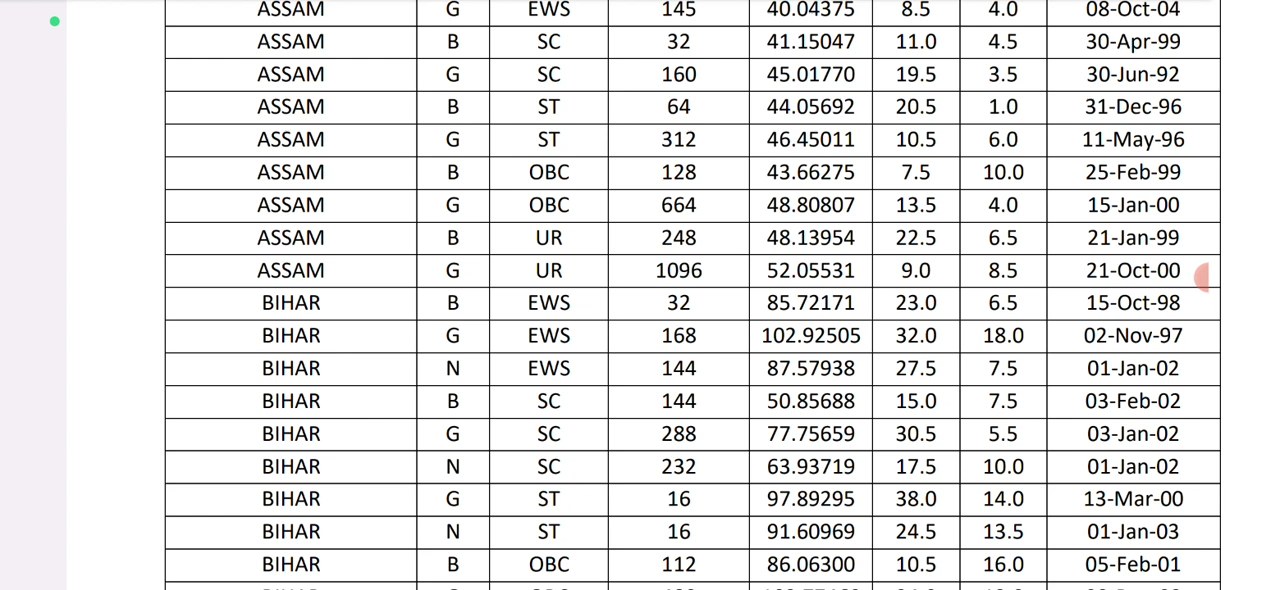 ASSAM G EWS 145 40.04375 8.5 4.0 08-Oct-04
ASSAM B SC 32 41.15047 11.0 4.5 30-Apr-99
ASSAM G SC 160 45.01770 19.5 3.5 30-Jun-92
ASSAM B ST 64 44.05692 20.5 1.0 31-Dec-96
ASSAM G ST 312 46.45011 10.5 6.0 11-May-96
ASSAM B OBC 128 43.66275 7.5 10.0 25-Feb-99
ASSAM G OBC 664 48.80807 13.5 4.0 15-Jan-00
ASSAM B UR 248 48.13954 22.5 6.5 21-Jan-99
ASSAM G UR 1096 52.05531 9.0 8.5 21-Oct-00
BIHAR B EWS 32 85.72171 23.0 6.5 15-Oct-98
BIHAR G EWS 168 102.92505 32.0 18.0 02-Nov-97
BIHAR N EWS 144 87.57938 27.5 7.5 01-Jan-02
BIHAR B SC 144 50.85688 15.0 7.5 03-Feb-02
BIHAR G SC 288 77.75659 30.5 5.5 03-Jan-02
BIHAR N SC 232 63.93719 17.5 10.0 01-Jan-02
BIHAR G ST 16 97.89295 38.0 14.0 13-Mar-00
BIHAR N ST 16 91.60969 24.5 13.5 01-Jan-03
BIHAR B OBC 112 86.06300 10.5 16.0 05-Feb-01